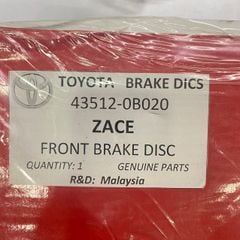 TOYOTA BRAKE DiCS
43512-0B020
ZACE
FRONT BRAKE DISC
QUANTITY: 1 GENUINE PARTS
R&D: Malaysia